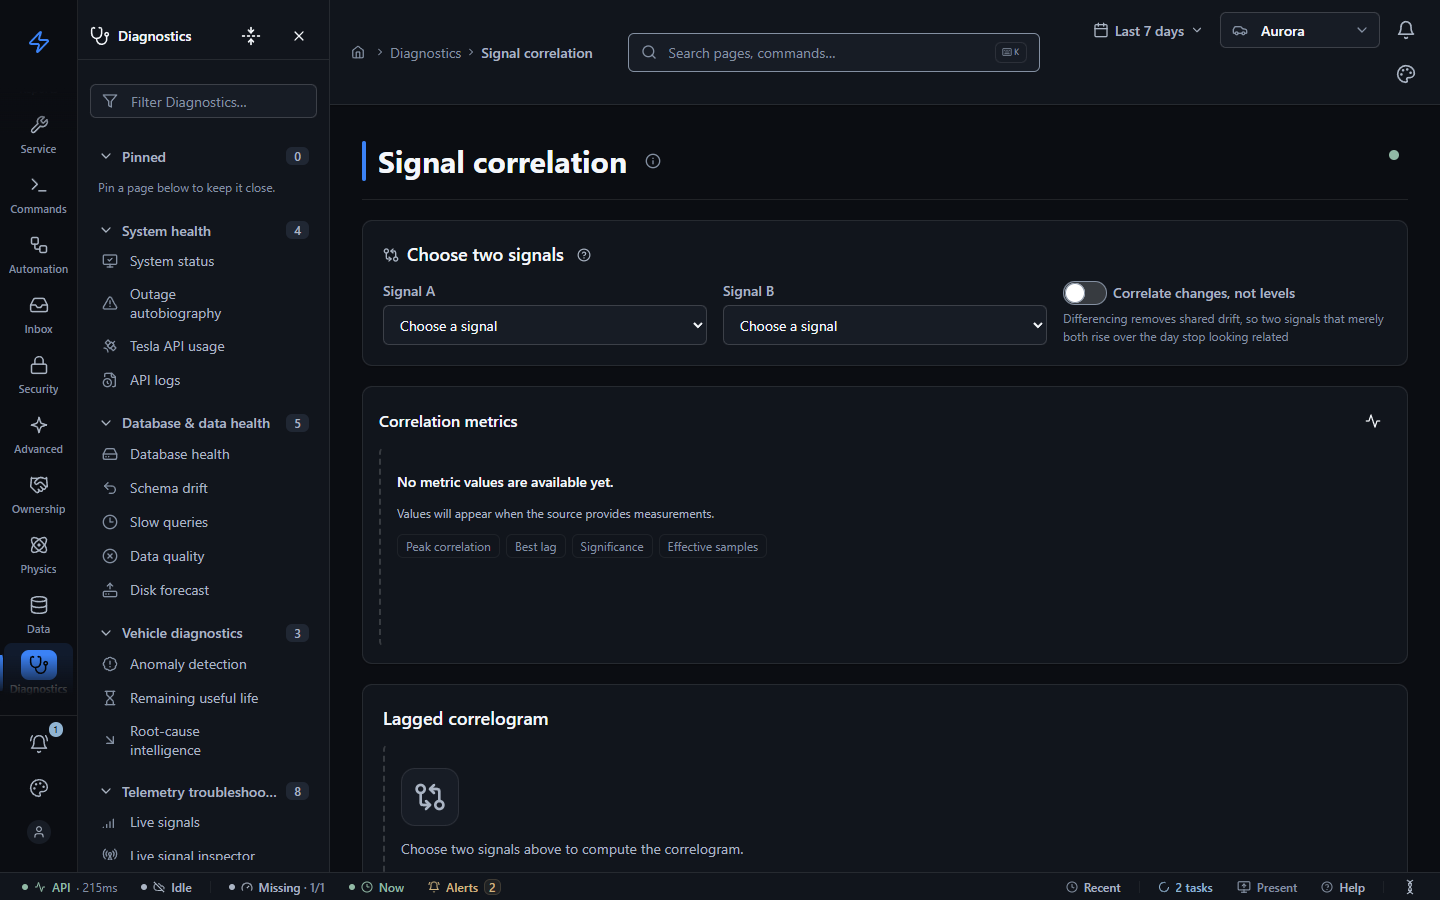 Service
Commands
Automation
Inbox
Security
Advanced
Ownership
Physics
Data
Diagnostics
1
Diagnostics
Filter Diagnostics...
Pinned 0
Pin a page below to keep it close.
System health 4
System status
Outage
autobiography
Tesla API usage
API logs
Database & data health 5
Database health
Schema drift
Slow queries
Data quality
Disk forecast
Vehicle diagnostics 3
Anomaly detection
Remaining useful life
Root-cause
intelligence
Telemetry troubleshoo... 8
Live signals
Live signal inspector
Diagnostics
Signal correlation
Search pages, commands...
K
Last 7 days
Aurora
Signal correlation
Choose two signals
Signal A
Choose a signal
Signal B
Choose a signal
Correlate changes, not levels
Differencing removes shared drift, so two signals that merely
both rise over the day stop looking related
Correlation metrics
No metric values are available yet.
Values will appear when the source provides measurements.
Peak correlation Best lag Significance Effective samples
Lagged correlogram
Choose two signals above to compute the correlogram.
API · 215ms
Idle
Missing · 1/1
Now
Alerts 2
Recent
2 tasks
Present
Help